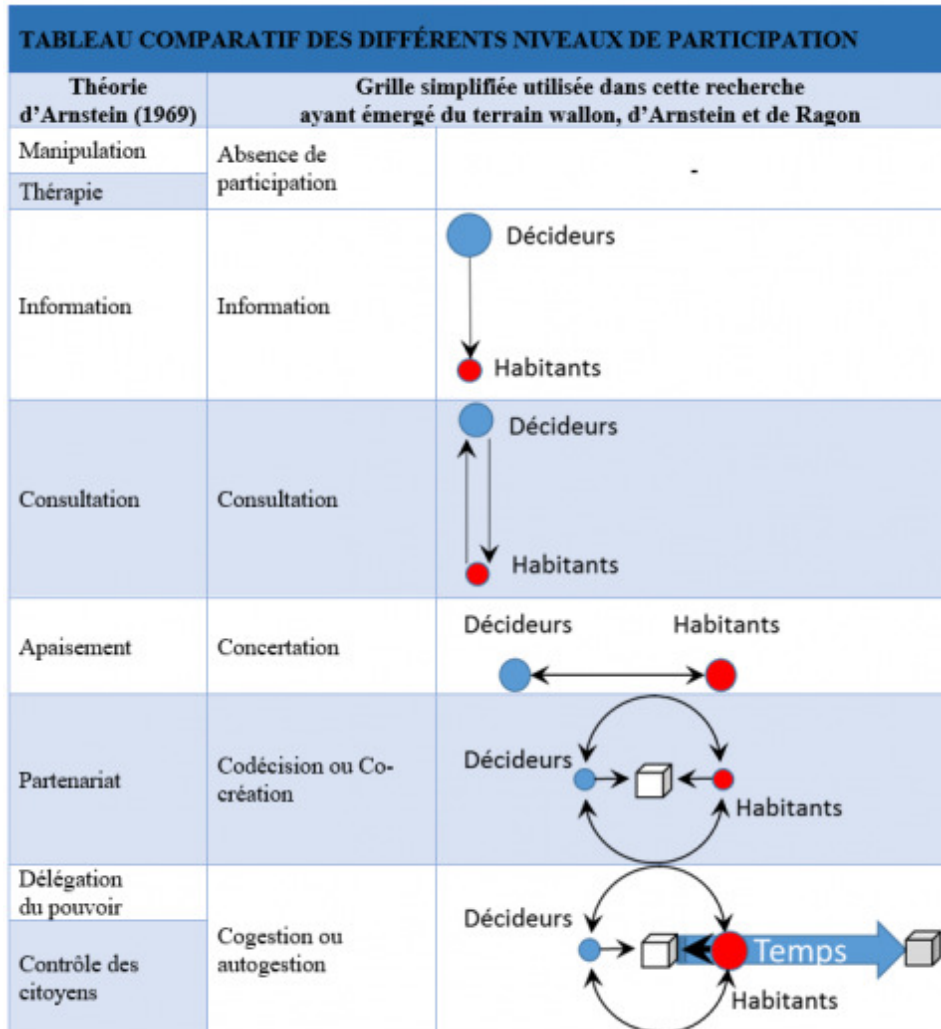 TABLEAU COMPARATIF DES DIFFÉRENTS NIVEAUX DE PARTICIPATION
Théorie
d'Arnstein (1969)
Grille simplifiée utilisée dans cette recherche
ayant émergé du terrain wallon, d'Arnstein et de Ragon
Manipulation
Thérapie
Absence de
participation
-
Information
Information
Décideurs
Habitants
Consultation
Consultation
Décideurs
Habitants
Apaisement
Concertation
Décideurs
Habitants
Partenariat
Codécision ou Co-
création
Décideurs
Habitants
Délégation
du pouvoir
Contrôle des
citoyens
Cogestion ou
autogestion
Décideurs
Temps
Habitants